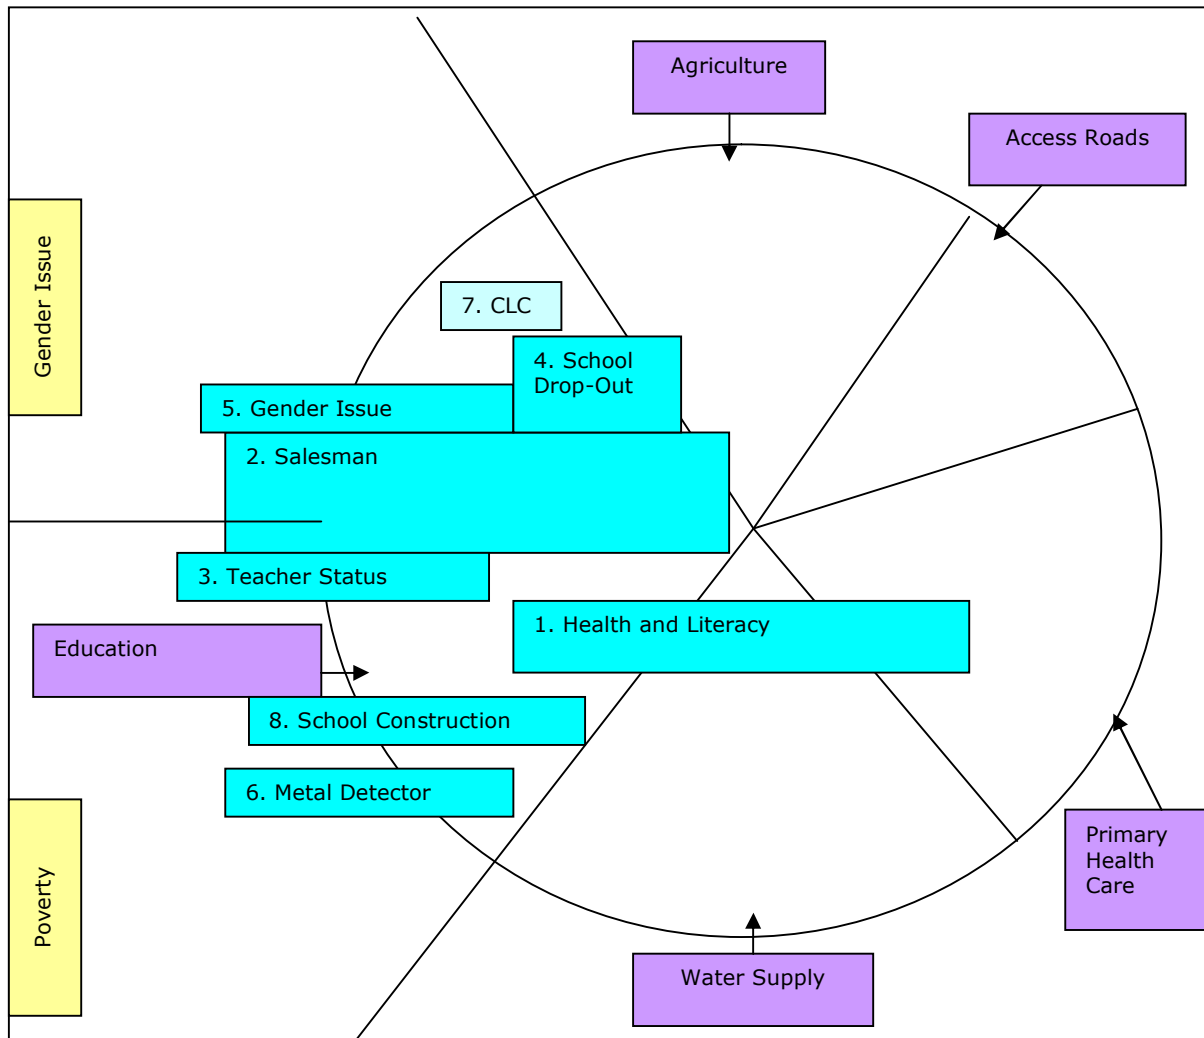 Agriculture
Access Roads
Gender Issue
7. CLC
4. School
Drop-Out
5. Gender Issue
2. Salesman
3. Teacher Status
1. Health and Literacy
Education
8. School Construction
6. Metal Detector
Primary
Health
Care
Poverty
Water Supply